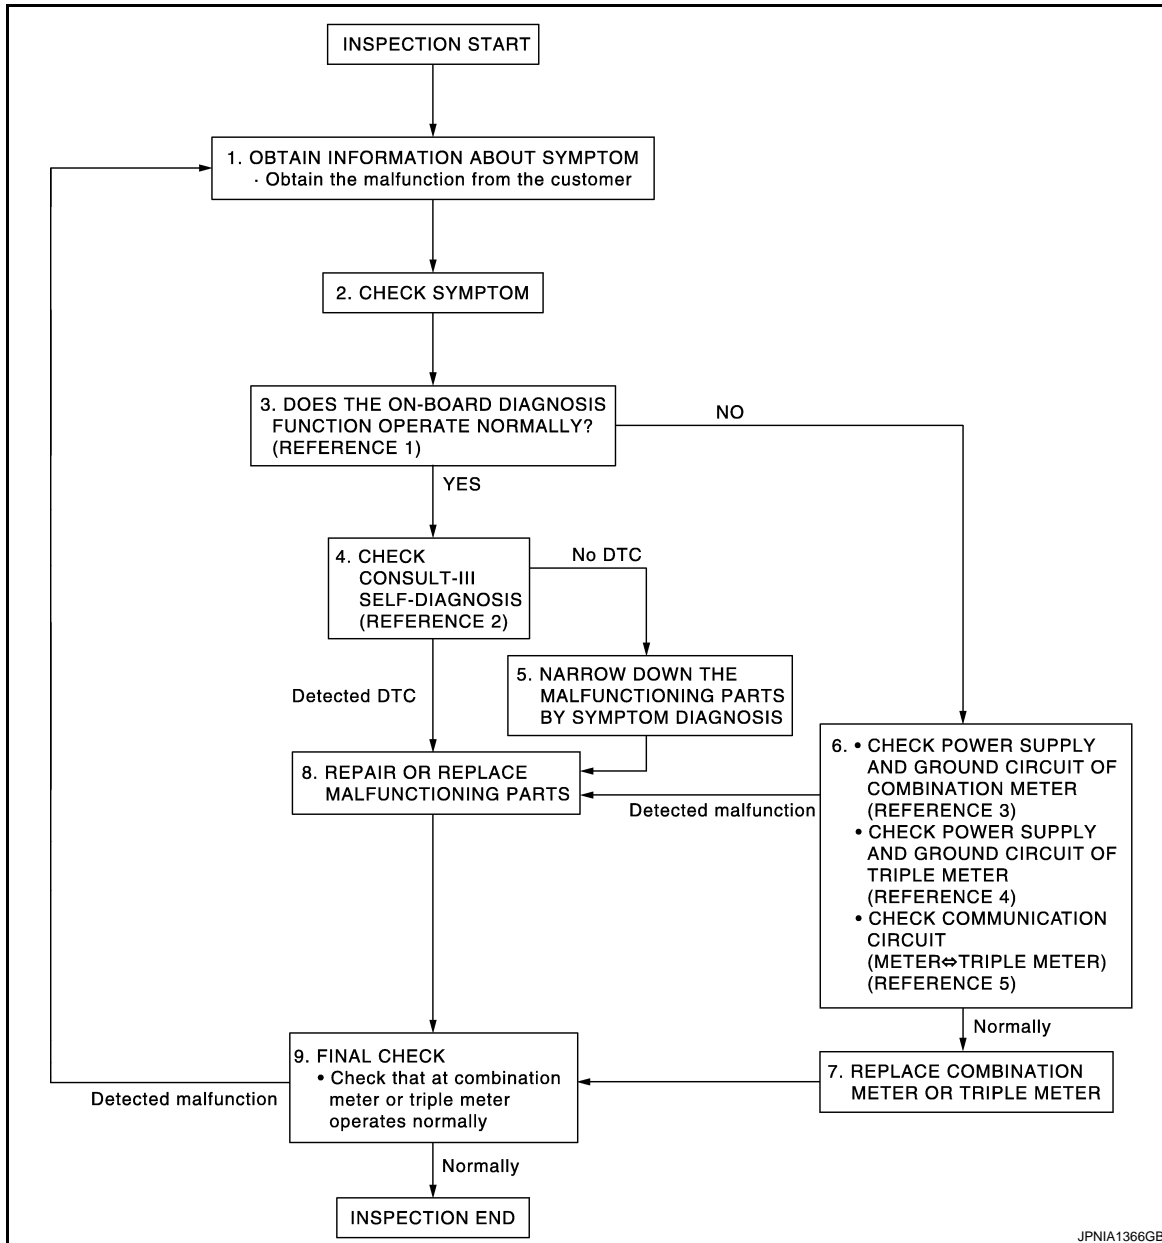 INSPECTION START
1. OBTAIN INFORMATION ABOUT SYMPTOM
· Obtain the malfunction from the customer
2. CHECK SYMPTOM
3. DOES THE ON-BOARD DIAGNOSIS
FUNCTION OPERATE NORMALLY?
(REFERENCE 1)
NO
YES
4. CHECK
CONSULT-III
SELF-DIAGNOSIS
(REFERENCE 2)
No DTC
Detected DTC
5. NARROW DOWN THE
MALFUNCTIONING PARTS
BY SYMPTOM DIAGNOSIS
6. • CHECK POWER SUPPLY
AND GROUND CIRCUIT OF
COMBINATION METER
(REFERENCE 3)
• CHECK POWER SUPPLY
AND GROUND CIRCUIT OF
TRIPLE METER
(REFERENCE 4)
• CHECK COMMUNICATION
CIRCUIT
(METER⇔TRIPLE METER)
(REFERENCE 5)
8. REPAIR OR REPLACE
MALFUNCTIONING PARTS
Detected malfunction
Normally
7. REPLACE COMBINATION
METER OR TRIPLE METER
9. FINAL CHECK
• Check that at combination
meter or triple meter
operates normally
Detected malfunction
Normally
INSPECTION END
JPNIA1366GB